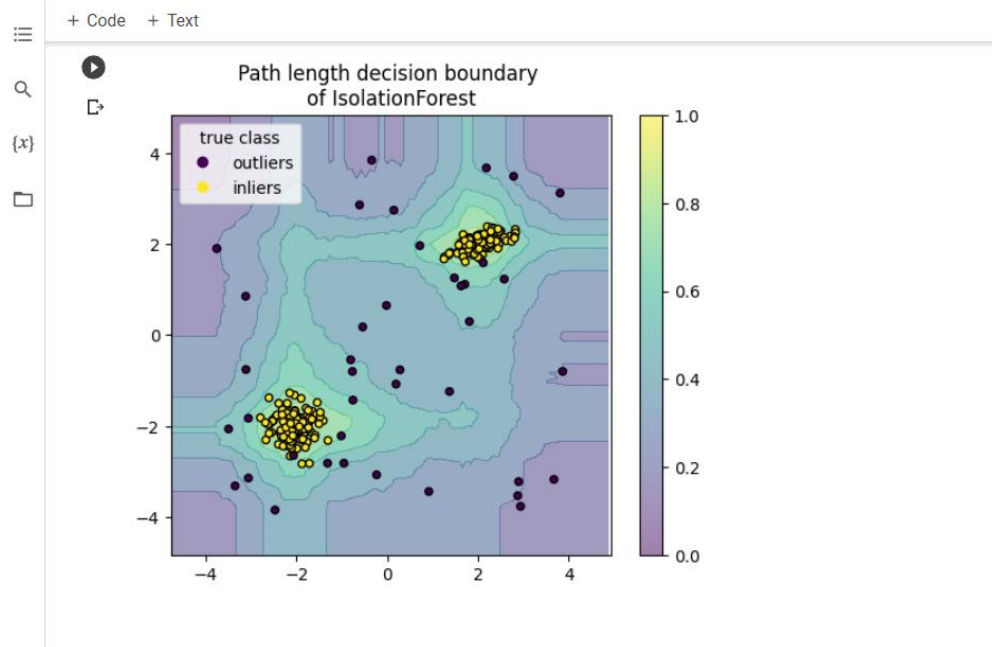 + Code + Text
{x}
Path length decision boundary
of IsolationForest
true class
outliers
inliers
4
2
0
−2
−4
−4 −2 0 2 4
1.0
0.8
0.6
0.4
0.2
0.0